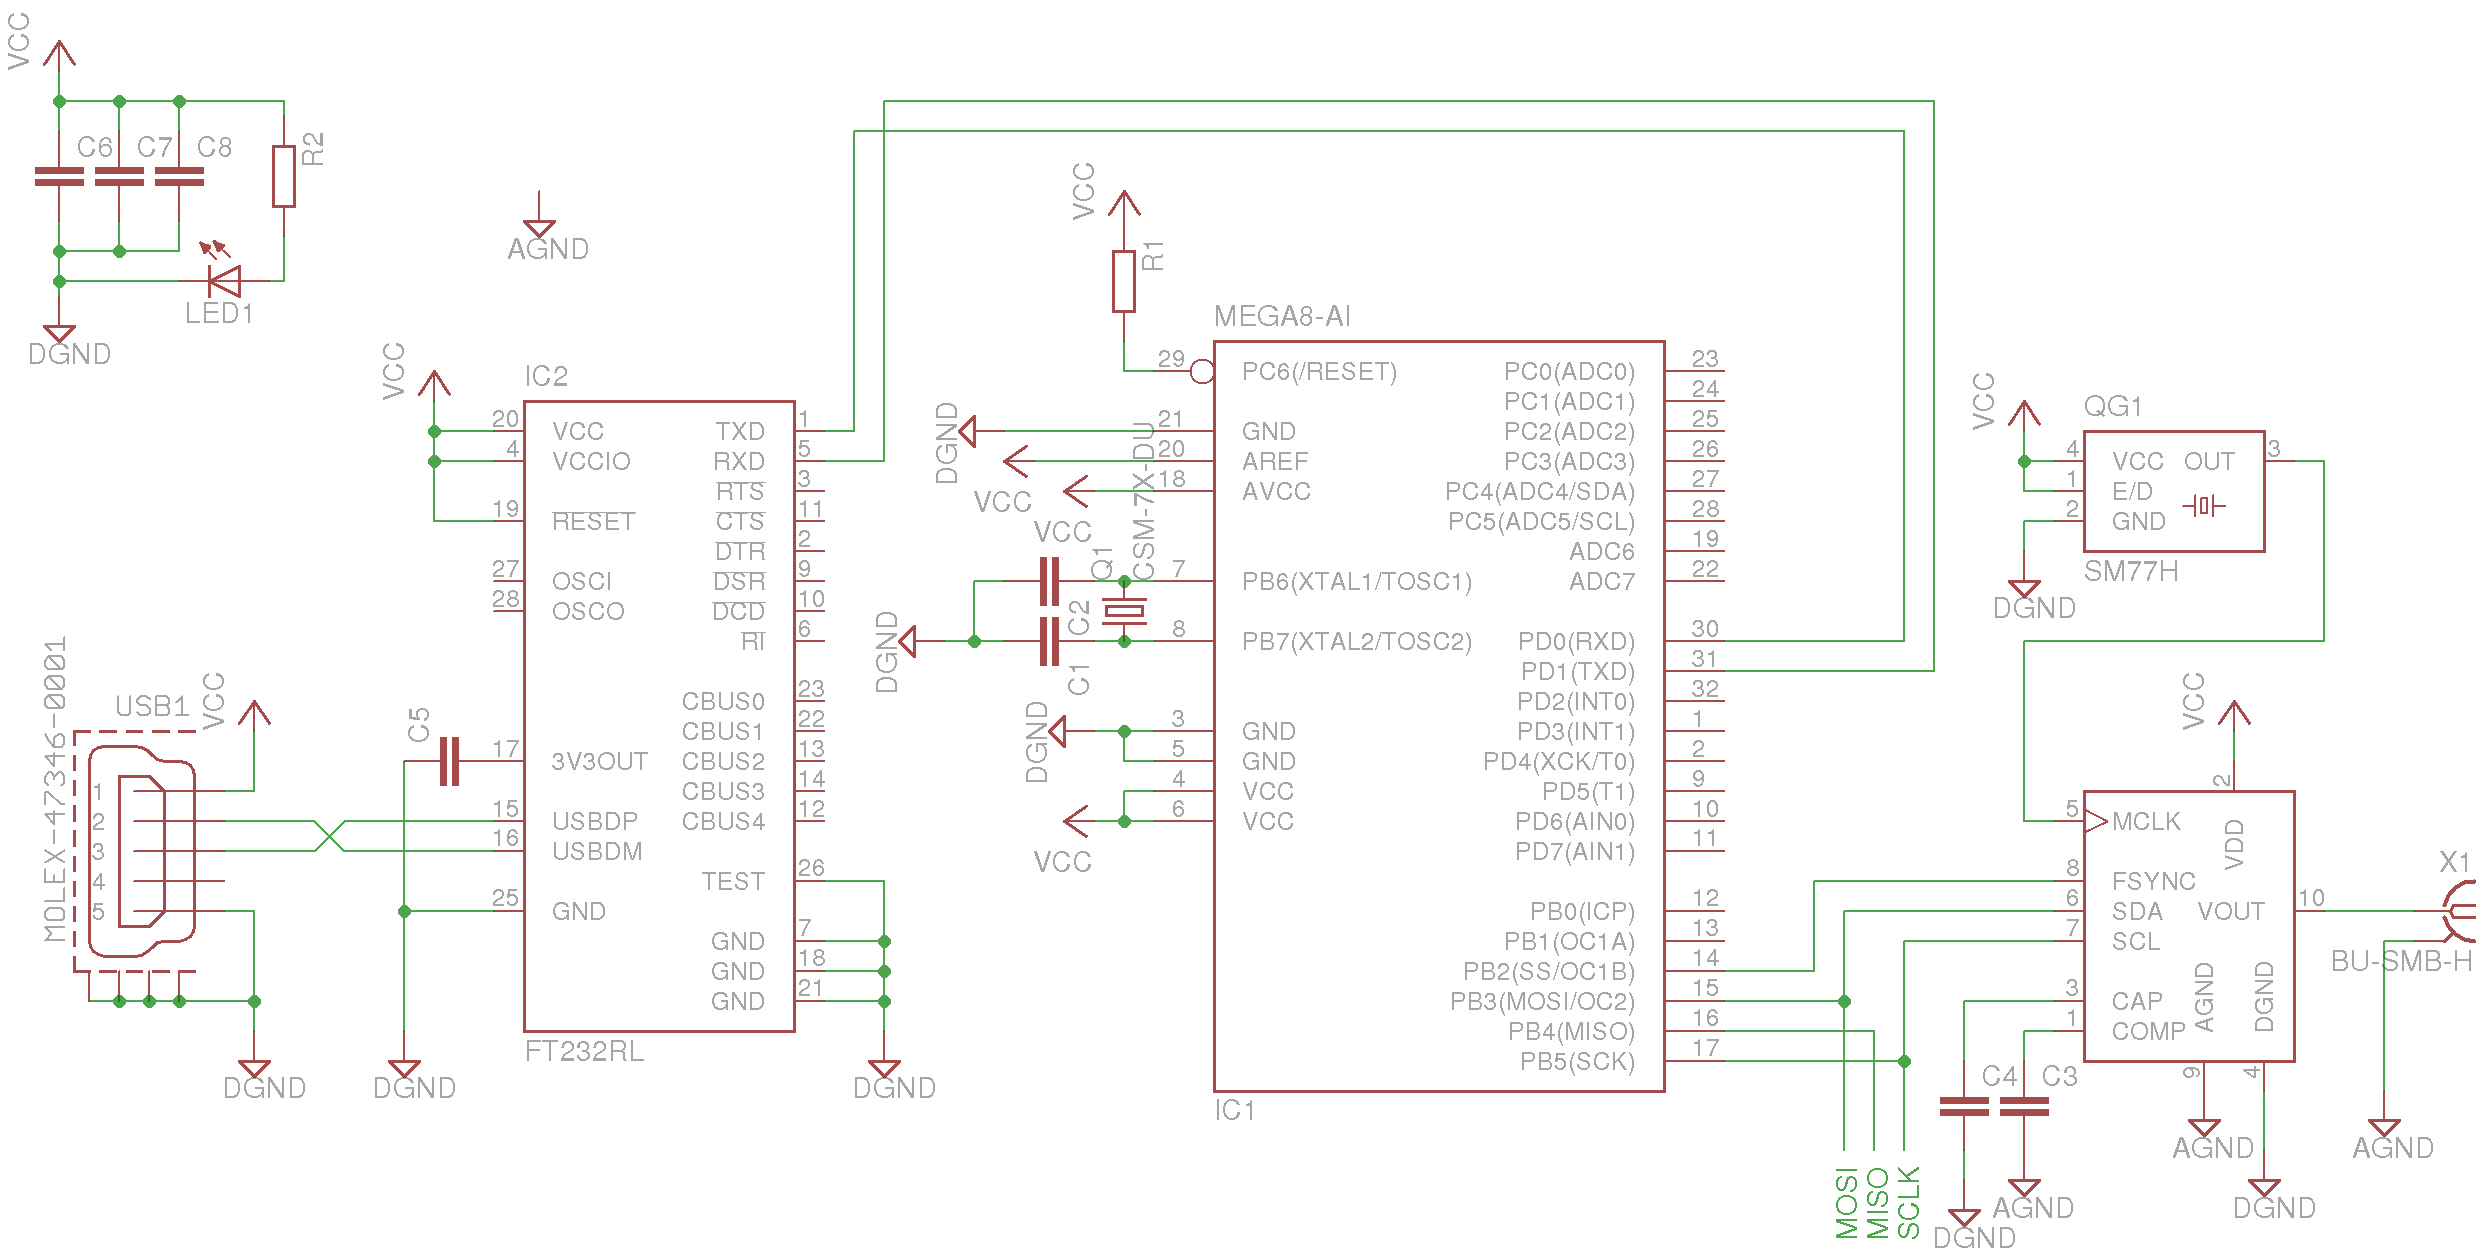 VCC
C6
C7
C8
R2
LED1
DGND
AGND
VCC
IC2
20
VCC
4
VCCIO
19
RESET
27
OSCI
28
OSCO
17
3V3OUT
15
USBDP
16
USBDM
25
GND
TXD
1
RXD
5
RTS
3
CTS
11
DTR
2
DSR
9
DCD
10
RI
6
CBUS0
23
CBUS1
22
CBUS2
13
CBUS3
14
CBUS4
12
TEST
26
GND
7
GND
18
GND
21
FT232RL
DGND
C5
DGND
MOLEX-47346-0001
USB1
VCC
1
2
3
4
5
DGND
VCC
R1
MEGA8-AI
29
PC6(/RESET)
DGND
21
GND
VCC
20
AREF
VCC
18
AVCC
Q1
CSM-7X-DU
C2
C1
DGND
7
PB6(XTAL1/TOSC1)
8
PB7(XTAL2/TOSC2)
DGND
3
GND
5
GND
4
VCC
6
VCC
VCC
PC0(ADC0)
23
PC1(ADC1)
24
PC2(ADC2)
25
PC3(ADC3)
26
PC4(ADC4/SDA)
27
PC5(ADC5/SCL)
28
ADC6
19
ADC7
22
PD0(RXD)
30
PD1(TXD)
31
PD2(INT0)
32
PD3(INT1)
1
PD4(XCK/T0)
2
PD5(T1)
9
PD6(AIN0)
10
PD7(AIN1)
11
PB0(ICP)
12
PB1(OC1A)
13
PB2(SS/OC1B)
14
PB3(MOSI/OC2)
15
PB4(MISO)
16
PB5(SCK)
17
IC1
MOSI
MISO
SCLK
VCC
QG1
4
VCC
1
E/D
2
GND
OUT
3
SM77H
DGND
VCC
2
VDD
5
MCLK
8
FSYNC
6
SDA
7
SCL
3
CAP
1
COMP
VOUT
10
AGND
9
DGND
4
C4
C3
DGND
AGND
AGND
DGND
X1
BU-SMB-H
AGND